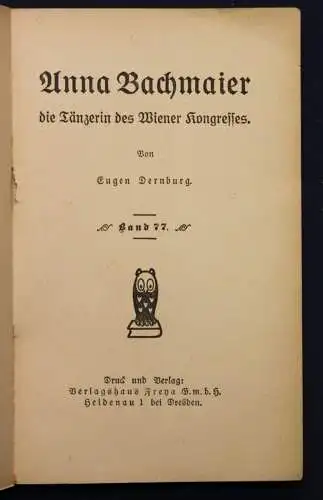 Anna Bachmaier
die Tänzerin des Wiener Kongresses.
Von
Eugen Dernburg.
Band 77.
Druck und Verlag:
Verlagshaus Freya G.m.b.H.
Heidenau 1 bei Dresden.